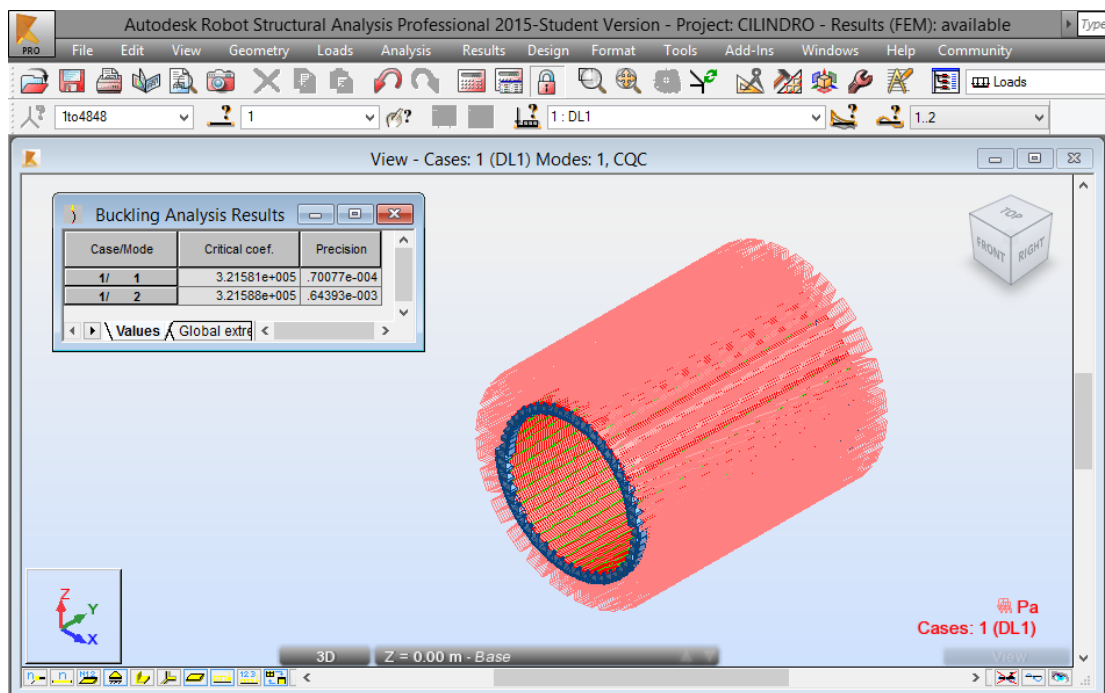 Autodesk Robot Structural Analysis Professional 2015-Student Version - Project: CILINDRO - Results (FEM): available
Type
PRO File Edit View Geometry Loads Analysis Results Design Format Tools Add-Ins Windows Help Community
Loads
1to4848 1 1 : DL1 1..2
View - Cases: 1 (DL1) Modes: 1, CQC
Buckling Analysis Results
Case/Mode Critical coef. Precision
1/ 1 3.21581e+005 .70077e-004
1/ 2 3.21588e+005 .64393e-003
Values Global extre
TOP
FRONT RIGHT
Pa
Cases: 1 (DL1)
Z
Y
X
3D Z = 0.00 m - Base View